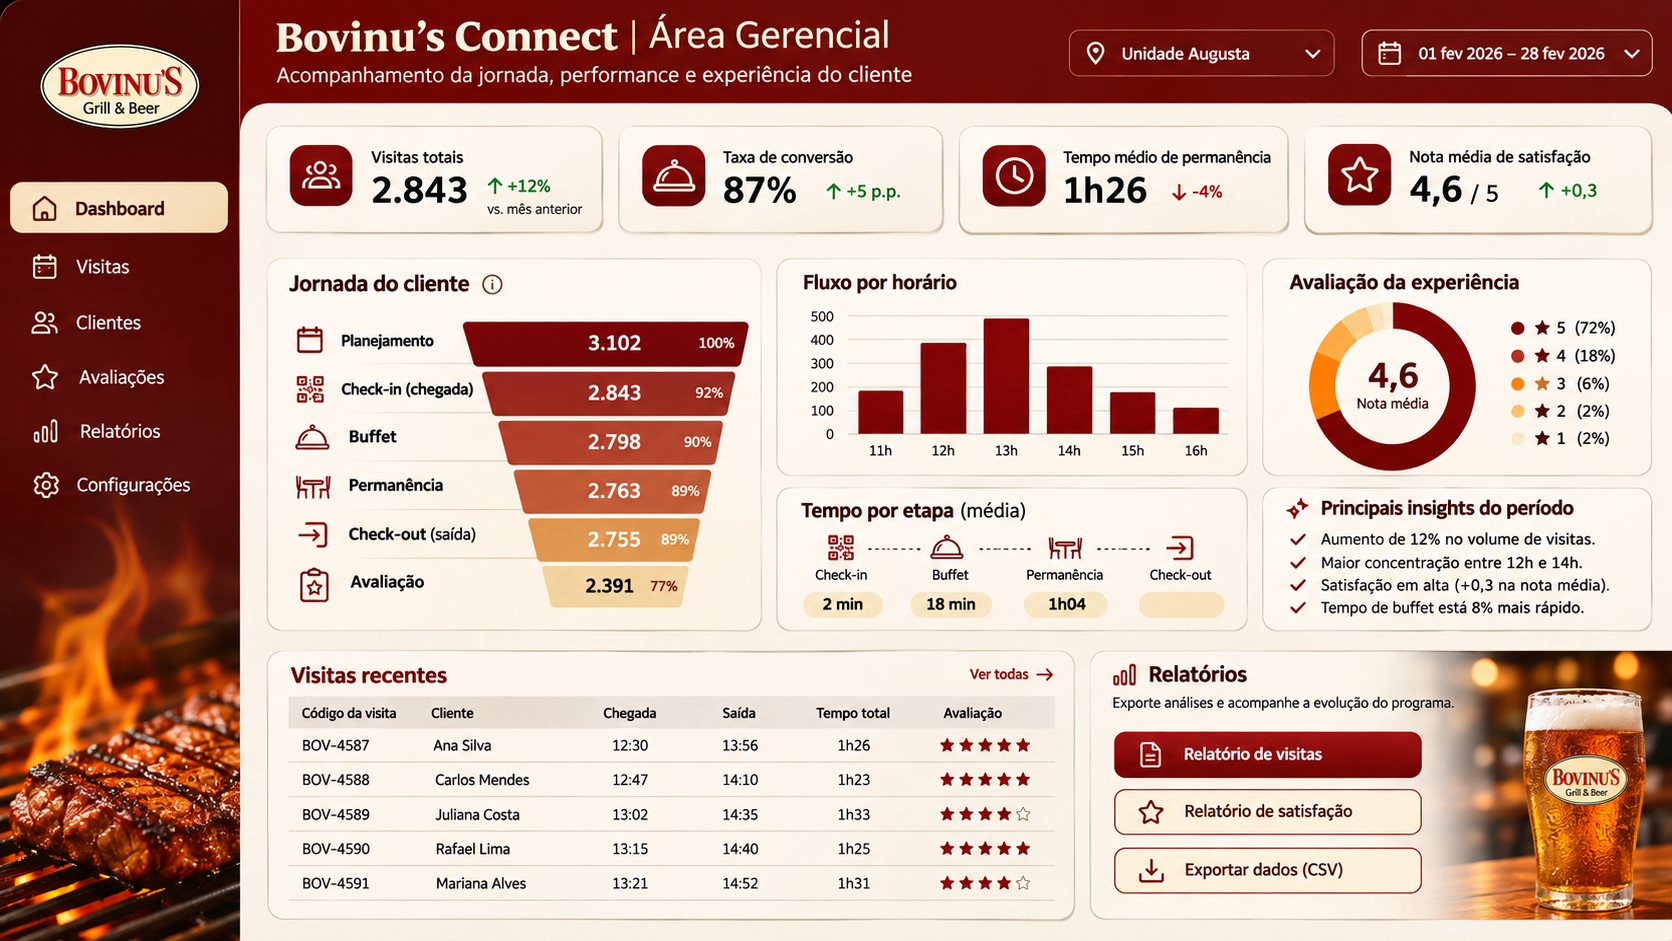 BOVINU'S
Grill & Beer
Dashboard
Visitas
Clientes
Avaliações
Relatórios
Configurações
Bovinu's Connect | Área Gerencial
Acompanhamento da jornada, performance e experiência do cliente
Unidade Augusta
01 fev 2026 – 28 fev 2026
Visitas totais
2.843 ↑ +12%
vs. mês anterior
Taxa de conversão
87% ↑ +5 p.p.
Tempo médio de permanência
1h26 ↓ -4%
Nota média de satisfação
4,6 / 5 ↑ +0,3
Jornada do cliente
Planejamento 3.102 100%
Check-in (chegada) 2.843 92%
Buffet 2.798 90%
Permanência 2.763 89%
Check-out (saída) 2.755 89%
Avaliação 2.391 77%
Fluxo por horário
500
400
300
200
100
0
11h 12h 13h 14h 15h 16h
Avaliação da experiência
4,6
Nota média
★ 5 (72%)
★ 4 (18%)
★ 3 (6%)
★ 2 (2%)
★ 1 (2%)
Tempo por etapa (média)
Check-in Buffet Permanência Check-out
2 min 18 min 1h04
Principais insights do período
Aumento de 12% no volume de visitas.
Maior concentração entre 12h e 14h.
Satisfação em alta (+0,3 na nota média).
Tempo de buffet está 8% mais rápido.
Visitas recentes
Ver todas →
Código da visita Cliente Chegada Saída Tempo total Avaliação
BOV-4587 Ana Silva 12:30 13:56 1h26 ★★★★★
BOV-4588 Carlos Mendes 12:47 14:10 1h23 ★★★★★
BOV-4589 Juliana Costa 13:02 14:35 1h33 ★★★★☆
BOV-4590 Rafael Lima 13:15 14:40 1h25 ★★★★★
BOV-4591 Mariana Alves 13:21 14:52 1h31 ★★★★☆
Relatórios
Exporte análises e acompanhe a evolução do programa.
Relatório de visitas
Relatório de satisfação
Exportar dados (CSV)
BOVINU'S
Grill & Beer